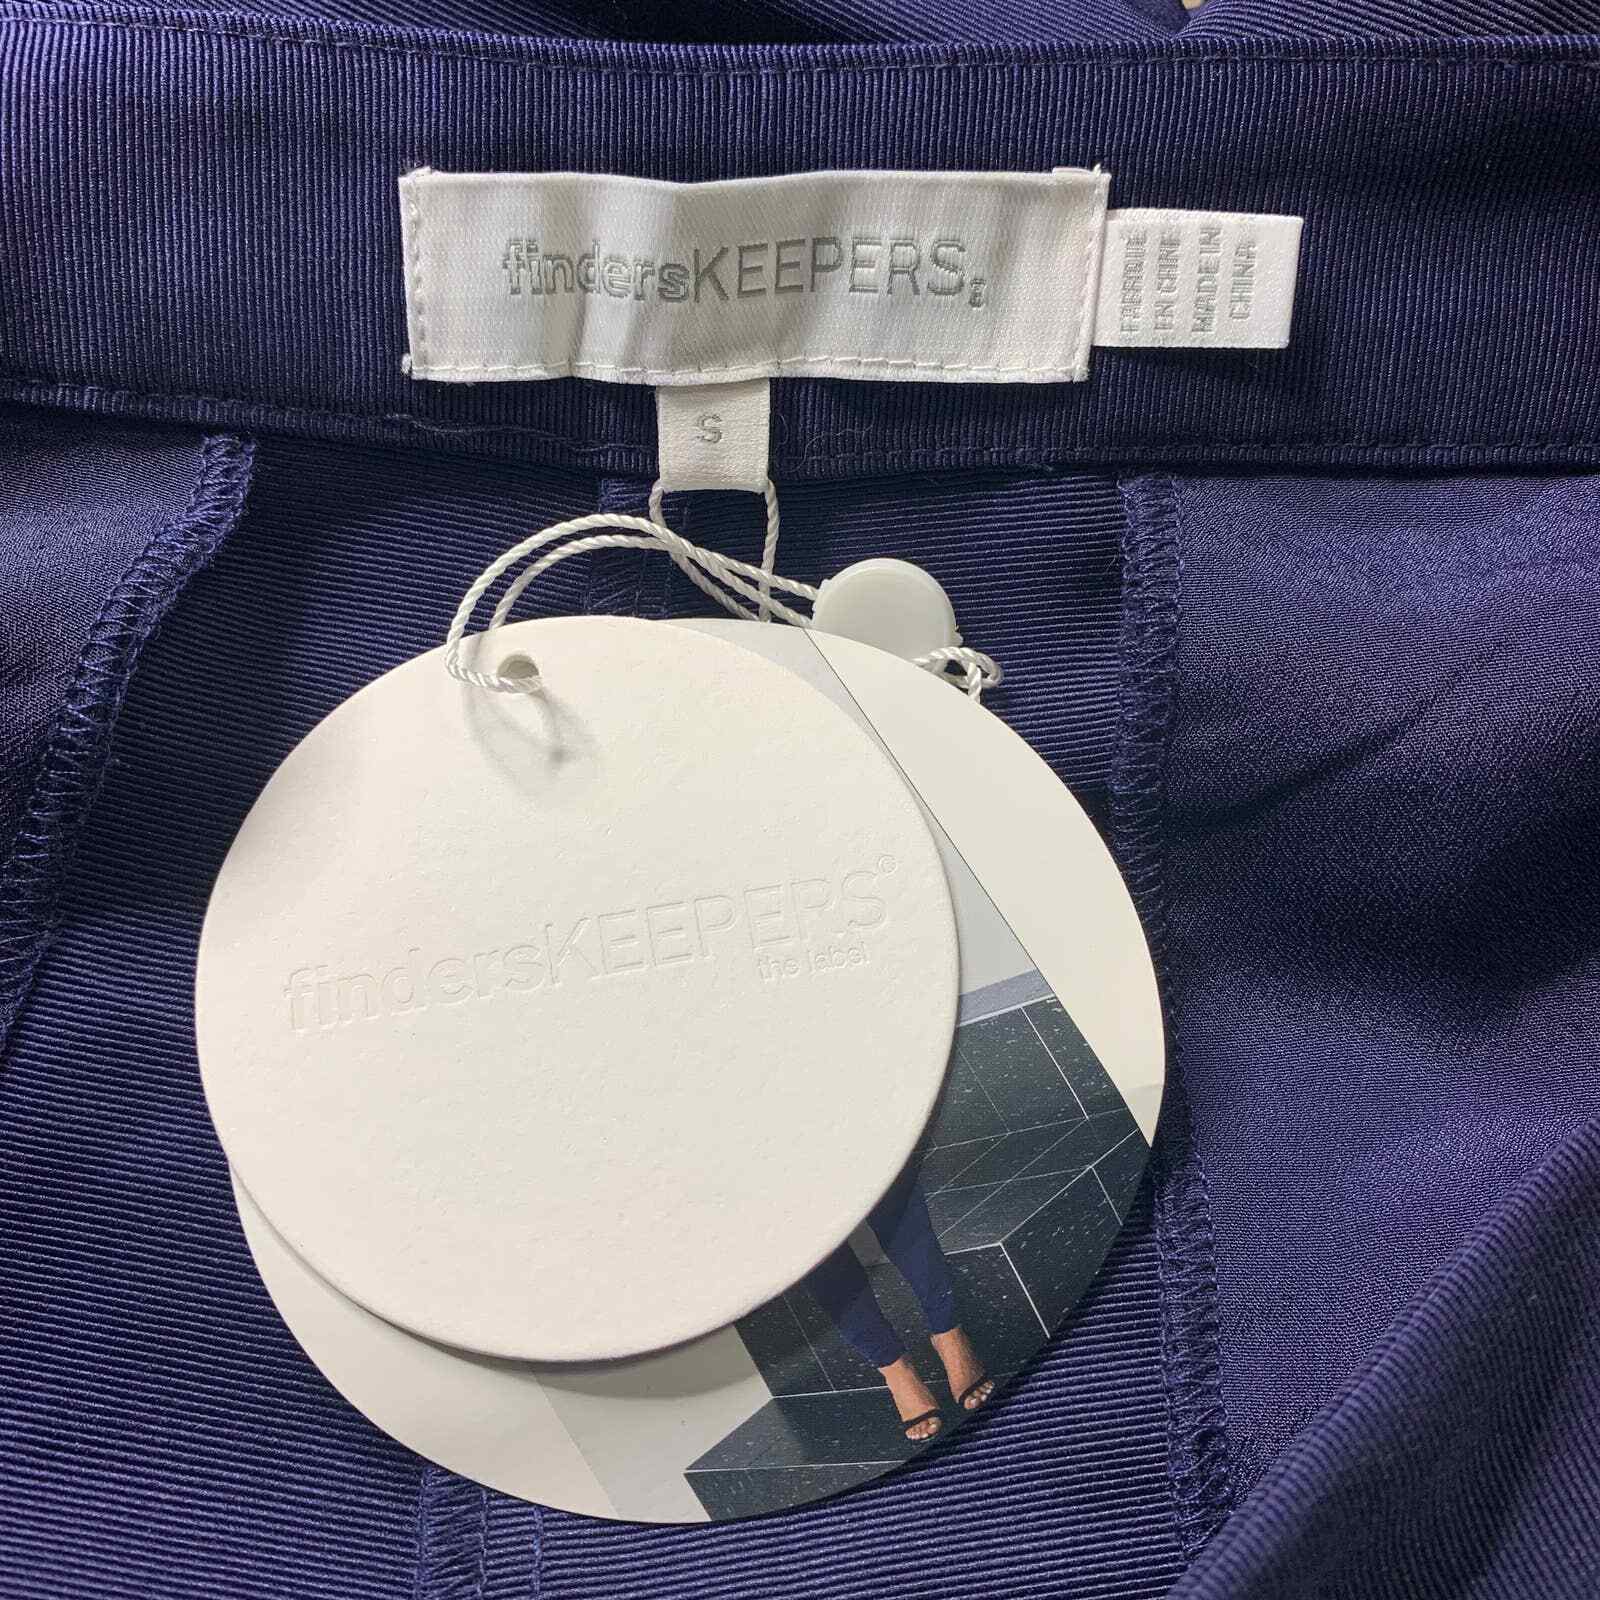 findersKEEPERS
FABRIQUÉ
EN CHINE
MADE IN
CHINA
S
findersKEEPERS©
the label